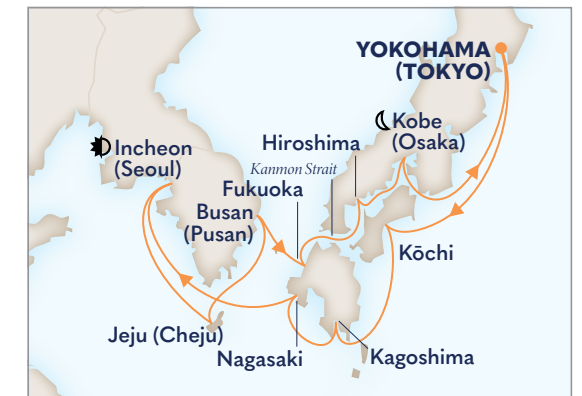 YOKOHAMA
(TOKYO)
Kobe
(Osaka)
Hiroshima
Incheon
(Seoul)
Kanmon Strait
Fukuoka
Busan
(Pusan)
Kōchi
Jeju (Cheju)
Nagasaki
Kagoshima